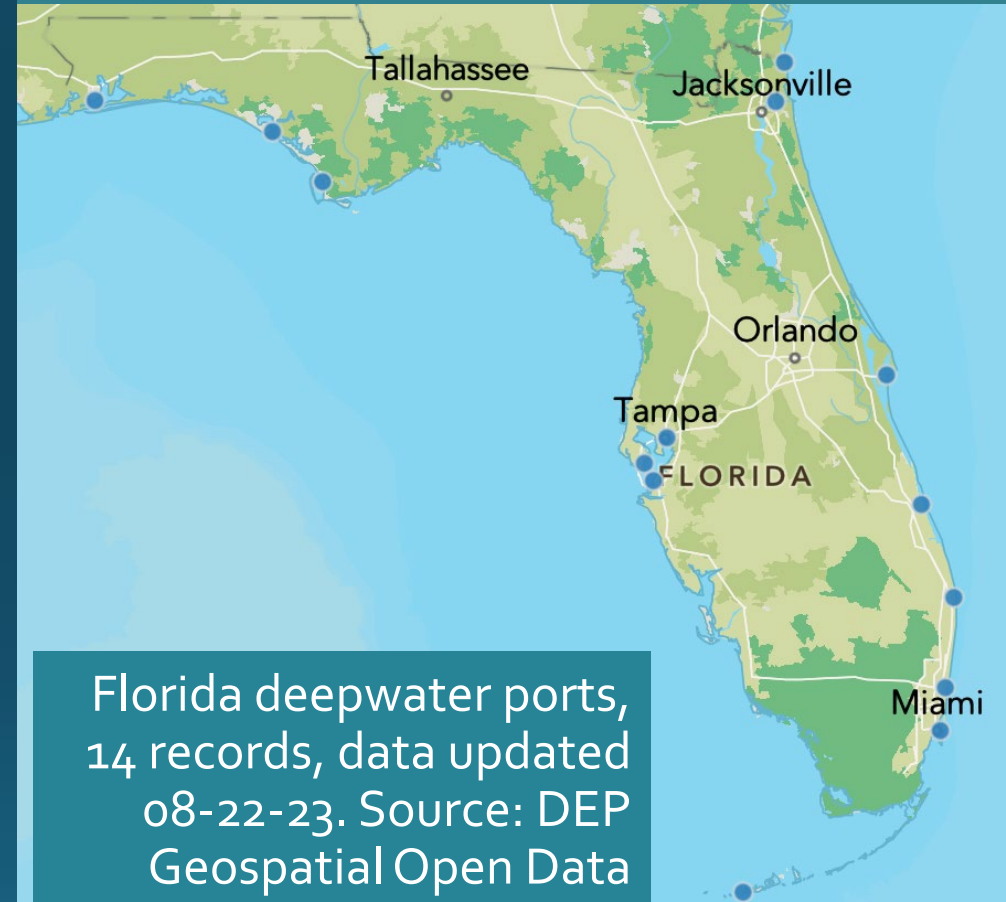 Tallahassee
Jacksonville
Orlando
Tampa
FLORIDA
Miami
Florida deepwater ports,
14 records, data updated
08-22-23. Source: DEP
Geospatial Open Data